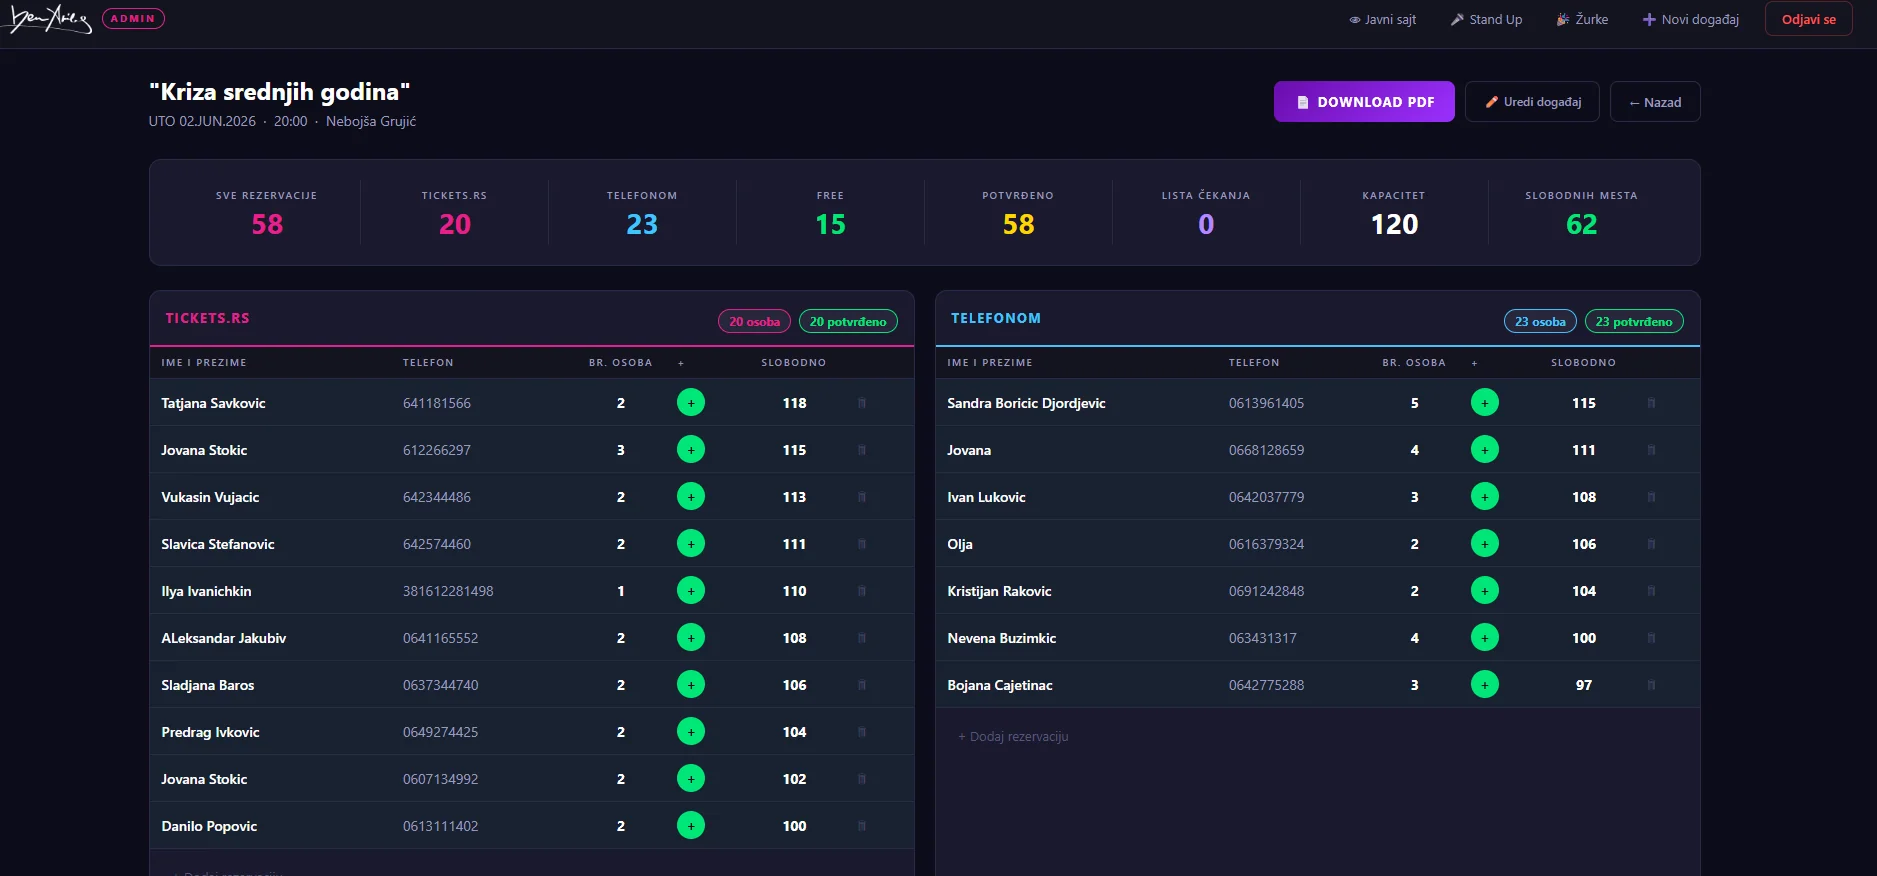 ADMIN
Javni sajt
Stand Up
Žurke
Novi događaj
Odjavi se
"Kriza srednjih godina"
UTO 02.JUN.2026 · 20:00 · Nebojša Grujić
DOWNLOAD PDF
Uredi događaj
← Nazad
SVE REZERVACIJE TICKETS.RS TELEFONOM FREE POTVRĐENO LISTA ČEKANJA KAPACITET SLOBODNIH MESTA
58 20 23 15 58 0 120 62
TICKETS.RS 20 osoba 20 potvrđeno
IME I PREZIME TELEFON BR. OSOBA + SLOBODNO
Tatjana Savkovic 641181566 2 + 118
Jovana Stokic 612266297 3 + 115
Vukasin Vujacic 642344486 2 + 113
Slavica Stefanovic 642574460 2 + 111
Ilya Ivanichkin 381612281498 1 + 110
ALeksandar Jakubiv 0641165552 2 + 108
Sladjana Baros 0637344740 2 + 106
Predrag Ivkovic 0649274425 2 + 104
Jovana Stokic 0607134992 2 + 102
Danilo Popovic 0613111402 2 + 100
+ Dodaj rezervaciju
TELEFONOM 23 osoba 23 potvrđeno
IME I PREZIME TELEFON BR. OSOBA + SLOBODNO
Sandra Boricic Djordjevic 0613961405 5 + 115
Jovana 0668128659 4 + 111
Ivan Lukovic 0642037779 3 + 108
Olja 0616379324 2 + 106
Kristijan Rakovic 0691242848 2 + 104
Nevena Buzimkic 063431317 4 + 100
Bojana Cajetinac 0642775288 3 + 97
+ Dodaj rezervaciju